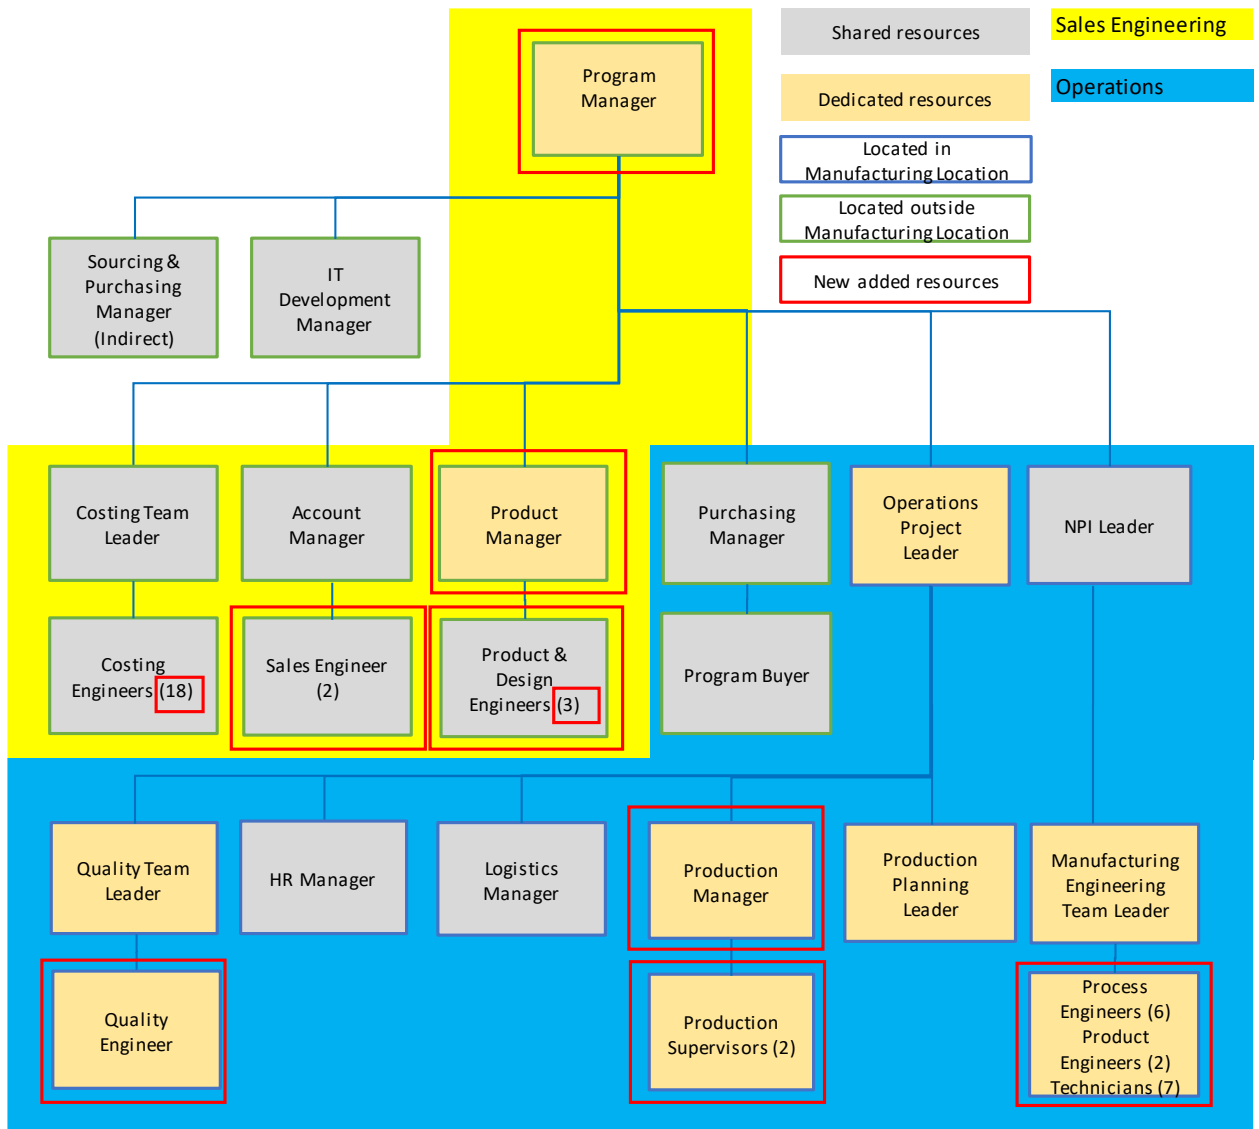 Program
Manager
Shared resources
Sales Engineering
Dedicated resources
Operations
Located in
Manufacturing Location
Located outside
Manufacturing Location
New added resources
Sourcing &
Purchasing
Manager
(Indirect)
IT
Development
Manager
Costing Team
Leader
Account
Manager
Product
Manager
Purchasing
Manager
Operations
Project
Leader
NPI Leader
Costing
Engineers (18)
Sales Engineer
(2)
Product &
Design
Engineers (3)
Program Buyer
Quality Team
Leader
HR Manager
Logistics
Manager
Production
Manager
Production
Planning
Leader
Manufacturing
Engineering
Team Leader
Quality
Engineer
Production
Supervisors (2)
Process
Engineers (6)
Product
Engineers (2)
Technicians (7)